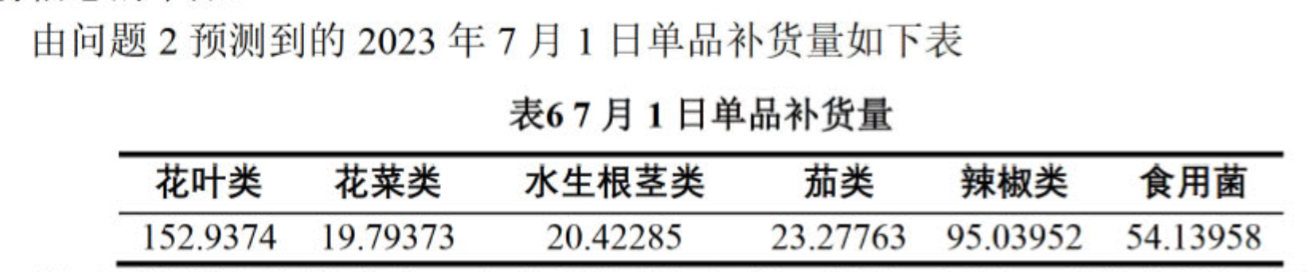 由问题 2 预测到的 2023 年 7 月 1 日单品补货量如下表
表6 7 月 1 日单品补货量
花叶类 花菜类 水生根茎类 茄类 辣椒类 食用菌
152.9374 19.79373 20.42285 23.27763 95.03952 54.13958